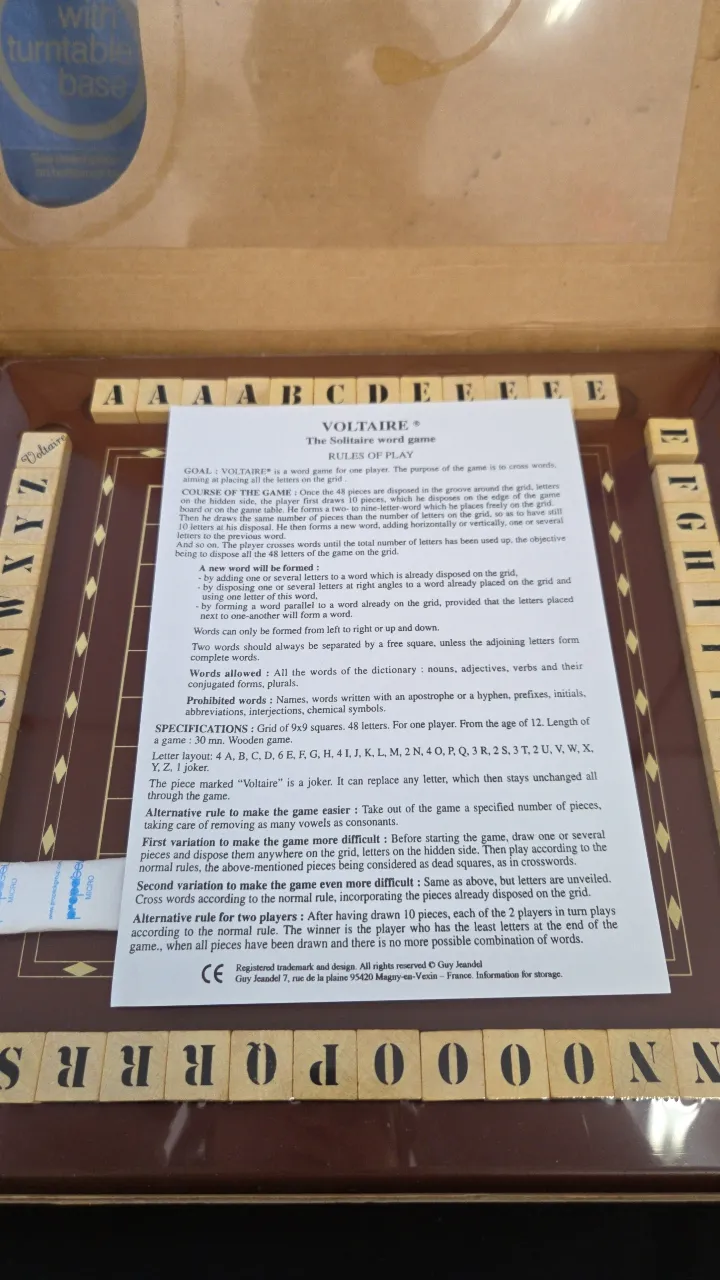 with
turntable
base
A A A A B C D E E E E E
Voltaire
E
Z
Y
X
W
V
F
G
H
I
I
I
VOLTAIRE ®
The Solitaire word game
RULES OF PLAY
GOAL : VOLTAIRE® is a word game for one player. The purpose of the game is to cross words,
aiming at placing all the letters on the grid .
COURSE OF THE GAME : Once the 48 pieces are disposed in the groove around the grid, letters
on the hidden side, the player first draws 10 pieces, which he disposes on the edge of the game
board or on the game table. He forms a two- to nine-letter-word which he places freely on the grid.
Then he draws the same number of pieces than the number of letters on the grid, so as to have still
10 letters at his disposal. He then forms a new word, adding horizontally or vertically, one or several
letters to the previous word.
And so on. The player crosses words until the total number of letters has been used up, the objective
being to dispose all the 48 letters of the game on the grid.
A new word will be formed :
- by adding one or several letters to a word which is already disposed on the grid,
- by disposing one or several letters at right angles to a word already placed on the grid and
using one letter of this word,
- by forming a word parallel to a word already on the grid, provided that the letters placed
next to one-another will form a word.
Words can only be formed from left to right or up and down.
Two words should always be separated by a free square, unless the adjoining letters form
complete words.
Words allowed : All the words of the dictionary : nouns, adjectives, verbs and their
conjugated forms, plurals.
Prohibited words : Names, words written with an apostrophe or a hyphen, prefixes, initials,
abbreviations, interjections, chemical symbols.
SPECIFICATIONS : Grid of 9x9 squares. 48 letters. For one player. From the age of 12. Length of
a game : 30 mn. Wooden game.
Letter layout: 4 A, B, C, D, 6 E, F, G, H, 4 I, J, K, L, M, 2 N, 4 O, P, Q, 3 R, 2 S, 3 T, 2 U, V, W, X,
Y, Z, 1 joker.
The piece marked "Voltaire" is a joker. It can replace any letter, which then stays unchanged all
through the game.
Alternative rule to make the game easier : Take out of the game a specified number of pieces,
taking care of removing as many vowels as consonants.
First variation to make the game more difficult : Before starting the game, draw one or several
pieces and dispose them anywhere on the grid, letters on the hidden side. Then play according to the
normal rules, the above-mentioned pieces being considered as dead squares, as in crosswords.
Second variation to make the game even more difficult : Same as above, but letters are unveiled.
Cross words according to the normal rule, incorporating the pieces already disposed on the grid.
Alternative rule for two players : After having drawn 10 pieces, each of the 2 players in turn plays
according to the normal rule. The winner is the player who has the least letters at the end of the
game., when all pieces have been drawn and there is no more possible combination of words.
CE
Registered trademark and design. All rights reserved © Guy Jeandel
Guy Jeandel 7, rue de la plaine 95420 Magny-en-Vexin – France. Information for storage.
S R R R Q P O O O O N N